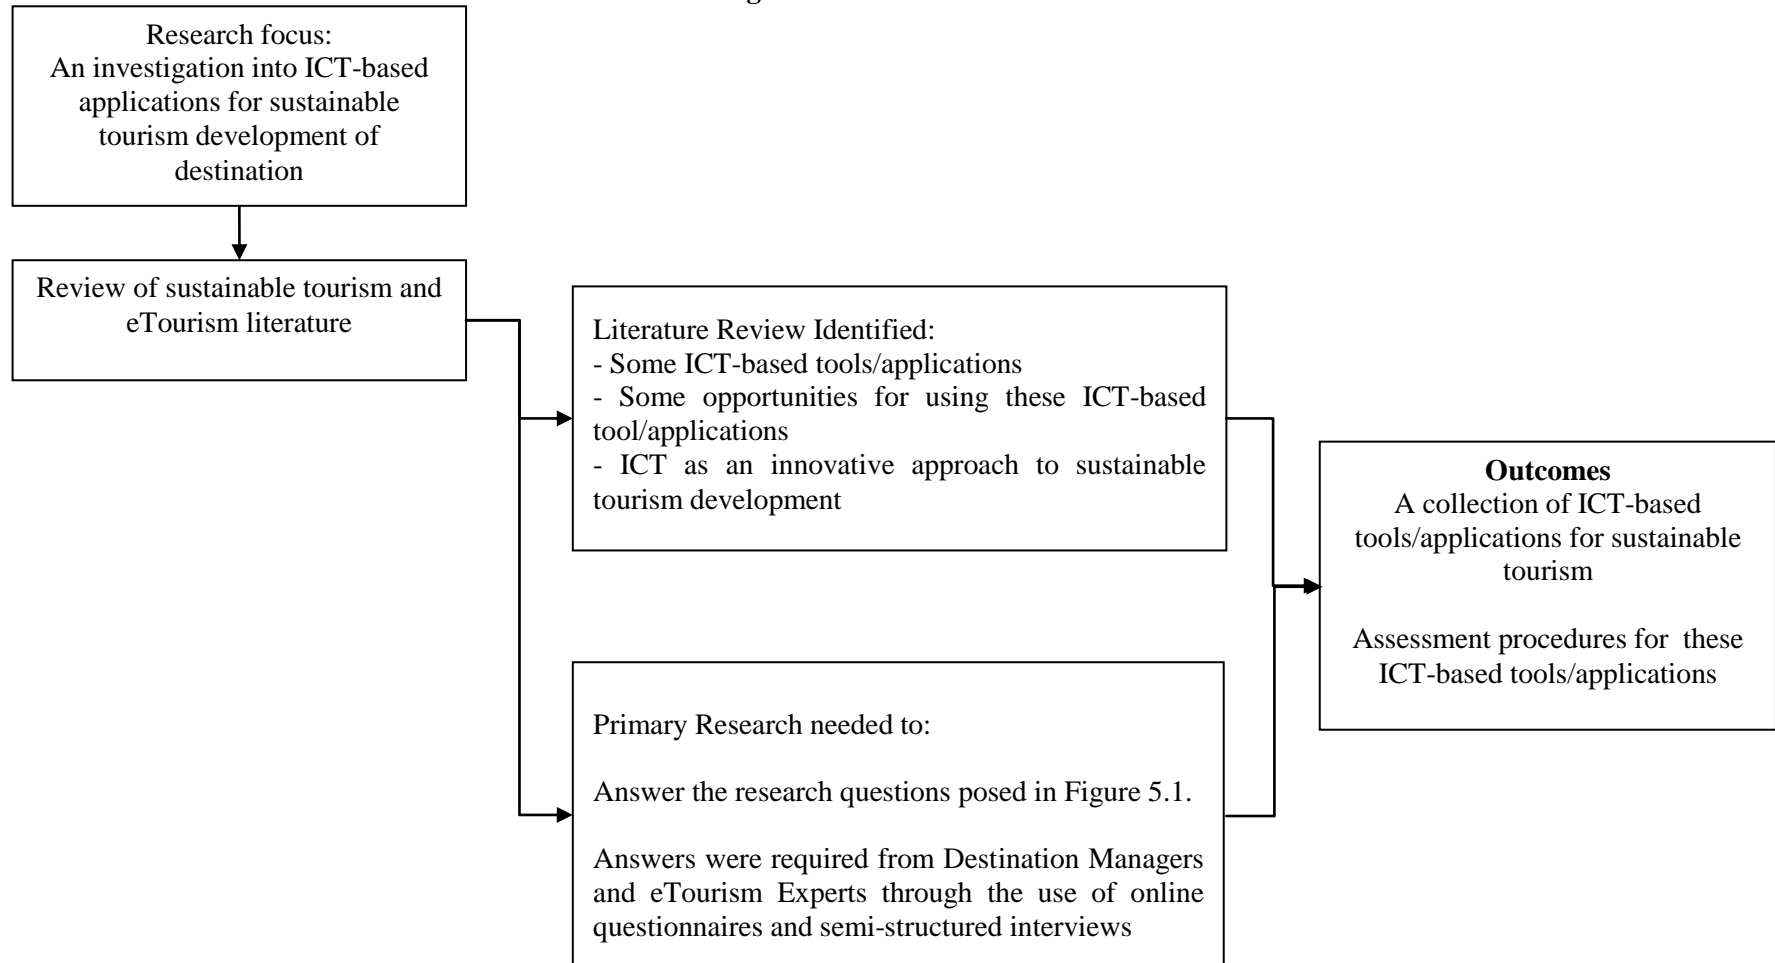 Research focus:
An investigation into ICT-based
applications for sustainable
tourism development of
destination
Review of sustainable tourism and
eTourism literature
Literature Review Identified:
- Some ICT-based tools/applications
- Some opportunities for using these ICT-based
tool/applications
- ICT as an innovative approach to sustainable
tourism development
Primary Research needed to:
Answer the research questions posed in Figure 5.1.
Answers were required from Destination Managers
and eTourism Experts through the use of online
questionnaires and semi-structured interviews
Outcomes
A collection of ICT-based
tools/applications for sustainable
tourism
Assessment procedures for these
ICT-based tools/applications